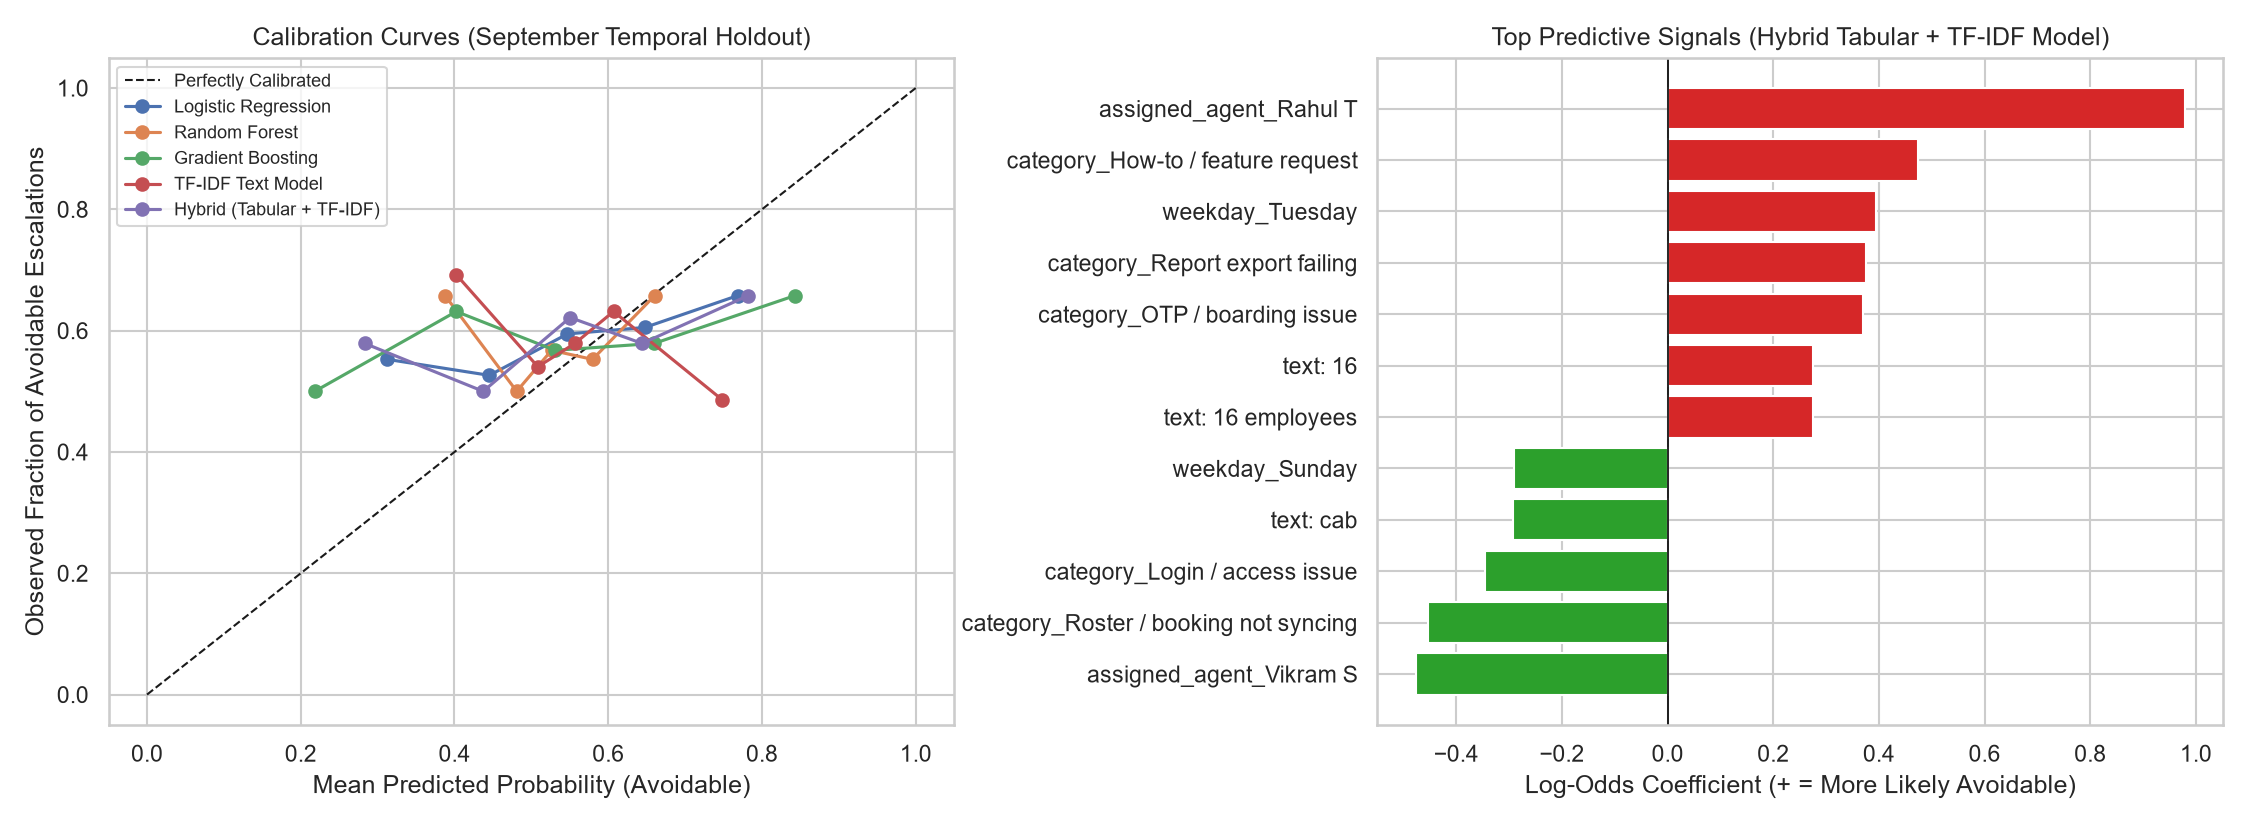 Calibration Curves (September Temporal Holdout)
Perfectly Calibrated
Logistic Regression
Random Forest
Gradient Boosting
TF-IDF Text Model
Hybrid (Tabular + TF-IDF)
Observed Fraction of Avoidable Escalations
1.0
0.8
0.6
0.4
0.2
0.0
0.0 0.2 0.4 0.6 0.8 1.0
Mean Predicted Probability (Avoidable)
Top Predictive Signals (Hybrid Tabular + TF-IDF Model)
assigned_agent_Rahul T
category_How-to / feature request
weekday_Tuesday
category_Report export failing
category_OTP / boarding issue
text: 16
text: 16 employees
weekday_Sunday
text: cab
category_Login / access issue
category_Roster / booking not syncing
assigned_agent_Vikram S
−0.4 −0.2 0.0 0.2 0.4 0.6 0.8 1.0
Log-Odds Coefficient (+ = More Likely Avoidable)